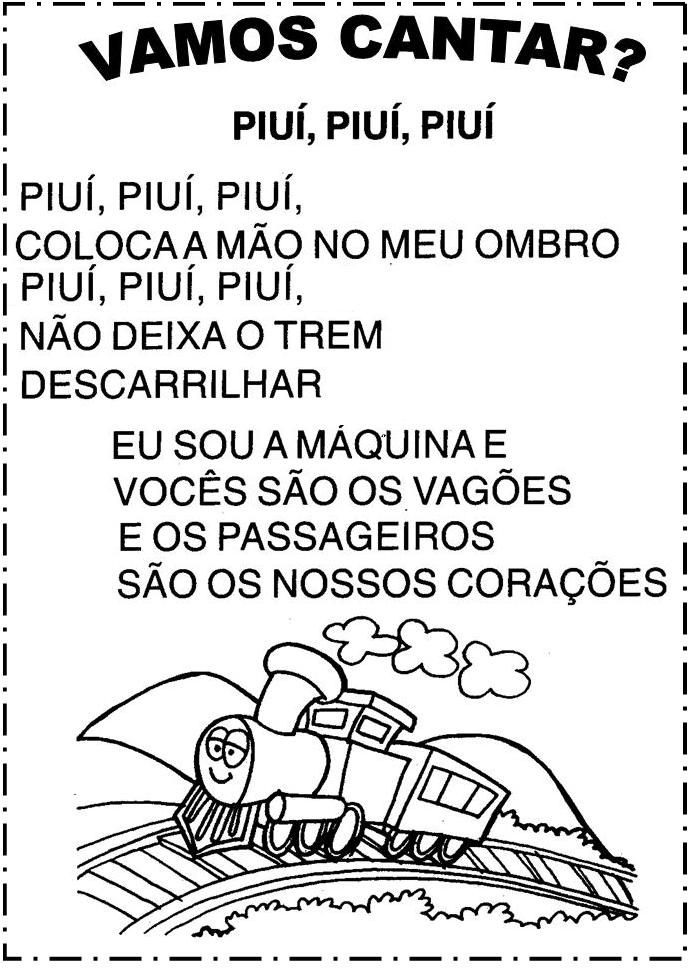 VAMOS CANTAR?
PIUÍ, PIUÍ, PIUÍ
PIUÍ, PIUÍ, PIUÍ,
COLOCA A MÃO NO MEU OMBRO
PIUÍ, PIUÍ, PIUÍ,
NÃO DEIXA O TREM
DESCARRILHAR
EU SOU A MÁQUINA E
VOCÊS SÃO OS VAGÕES
E OS PASSAGEIROS
SÃO OS NOSSOS CORAÇÕES